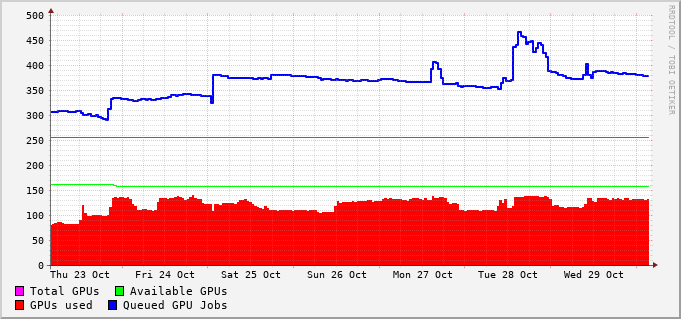 500
450
400
350
300
250
200
150
100
50
0
Thu 23 Oct Fri 24 Oct Sat 25 Oct Sun 26 Oct Mon 27 Oct Tue 28 Oct Wed 29 Oct
Total GPUs Available GPUs
GPUs used Queued GPU Jobs
RRDTOOL / TOBI OETIKER